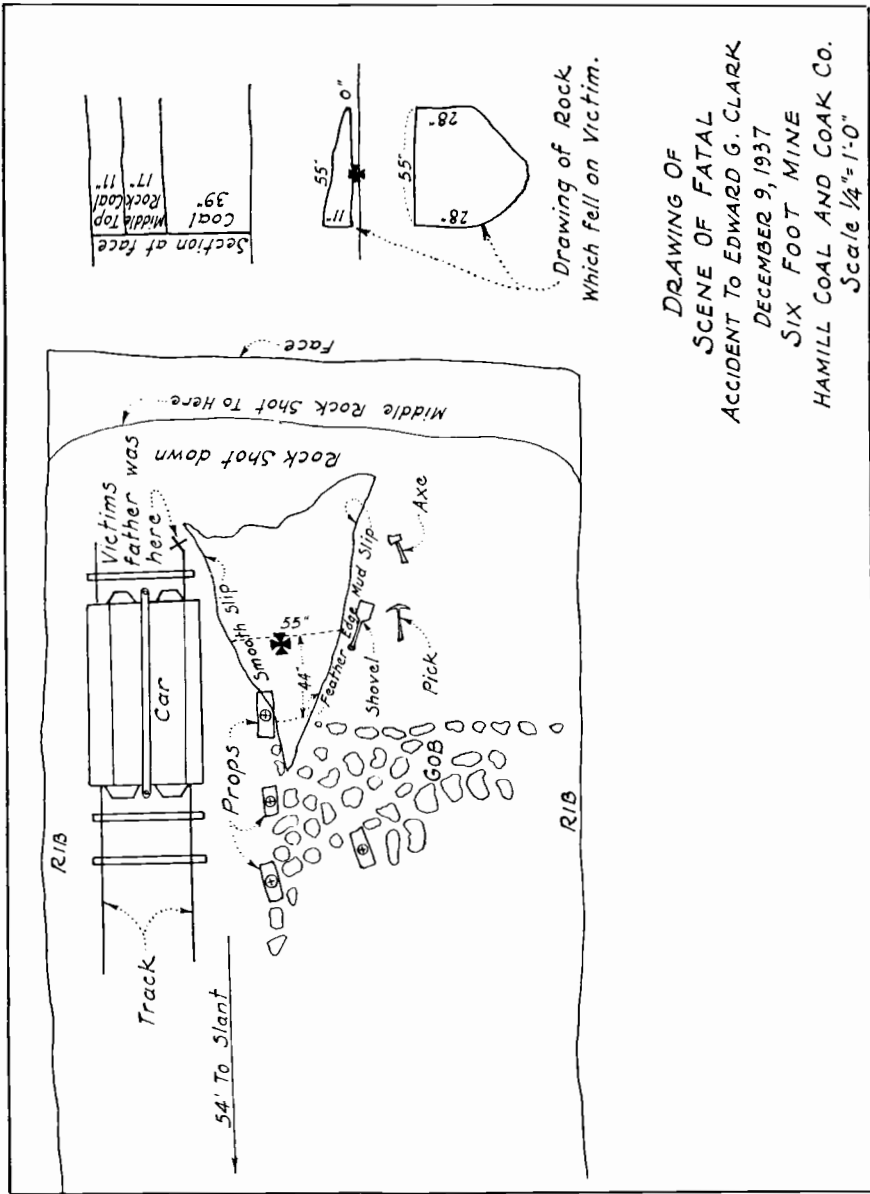 RIB
Track
54' To Slant
Car
Victims
father was
here
Props
Smooth Slip
55"
44"
Feather Edge
Mud Slip
Shovel
Pick
Axe
GOB
RIB
Rock Shot down
Middle Rock Shot To Here
Face
Section at face
Top
Coal
11"
Middle
Rock
17"
Coal
39"
55"
11"
0"
55"
28"
28"
Drawing of Rock
Which fell on Victim.
DRAWING OF
SCENE OF FATAL
ACCIDENT TO EDWARD G. CLARK
DECEMBER 9, 1937
SIX FOOT MINE
HAMILL COAL AND COAK CO.
Scale 1/4"=1'-0"